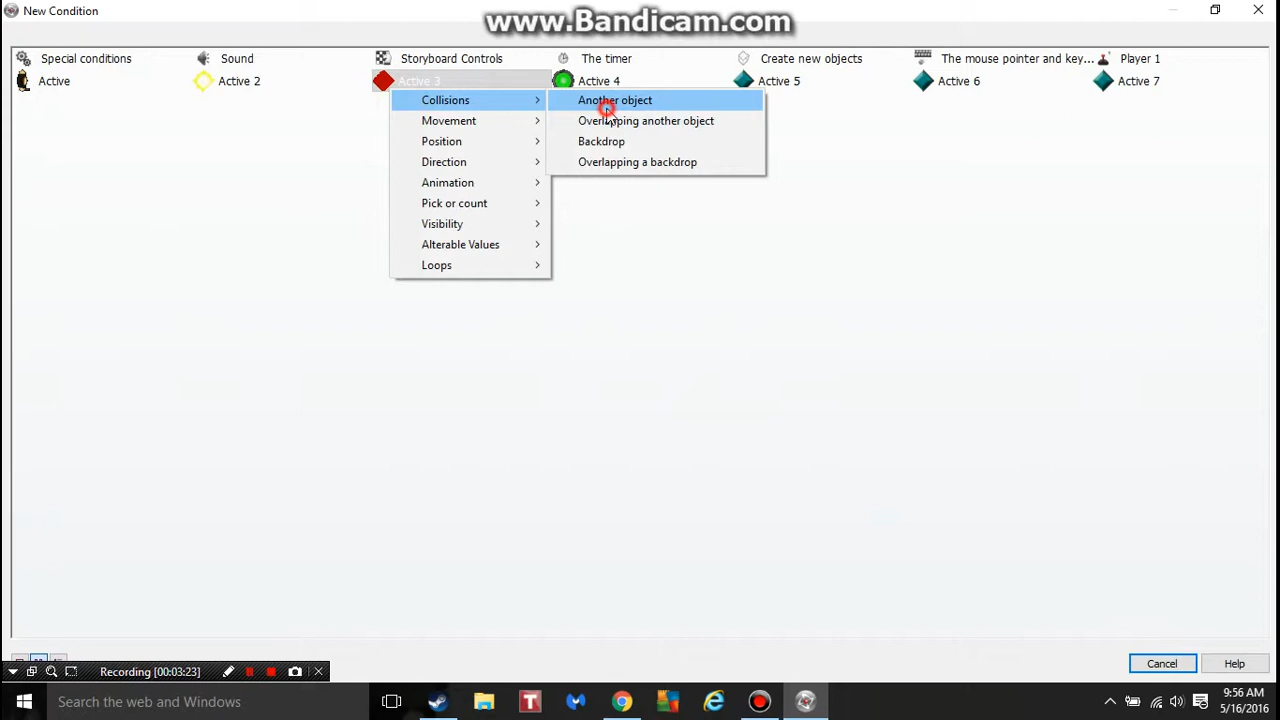 New Condition
www.Bandicam.com
Special conditions Sound Storyboard Controls The timer Create new objects The mouse pointer and key... Player 1
Active Active 2 Active 3 Active 4 Active 5 Active 6 Active 7
Collisions
Movement
Position
Direction
Animation
Pick or count
Visibility
Alterable Values
Loops
Another object
Overlapping another object
Backdrop
Overlapping a backdrop
Cancel Help
Recording [00:03:23]
Search the web and Windows
9:56 AM
5/16/2016